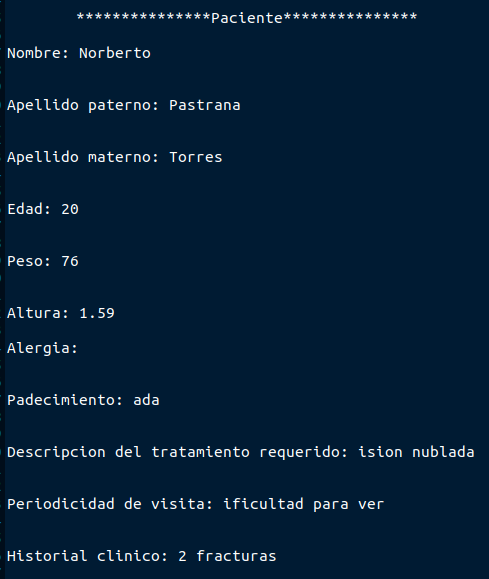 ***************Paciente***************
Nombre: Norberto
Apellido paterno: Pastrana
Apellido materno: Torres
Edad: 20
Peso: 76
Altura: 1.59
Alergia:
Padecimiento: ada
Descripcion del tratamiento requerido: ision nublada
Periodicidad de visita: ificultad para ver
Historial clinico: 2 fracturas